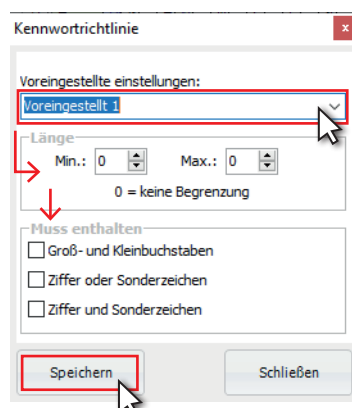 Kennwortrichtlinie
x
Voreingestellte einstellungen:
Voreingestellt 1
Länge
Min.: 0 Max.: 0
0 = keine Begrenzung
Muss enthalten
Groß- und Kleinbuchstaben
Ziffer oder Sonderzeichen
Ziffer und Sonderzeichen
Speichern Schließen